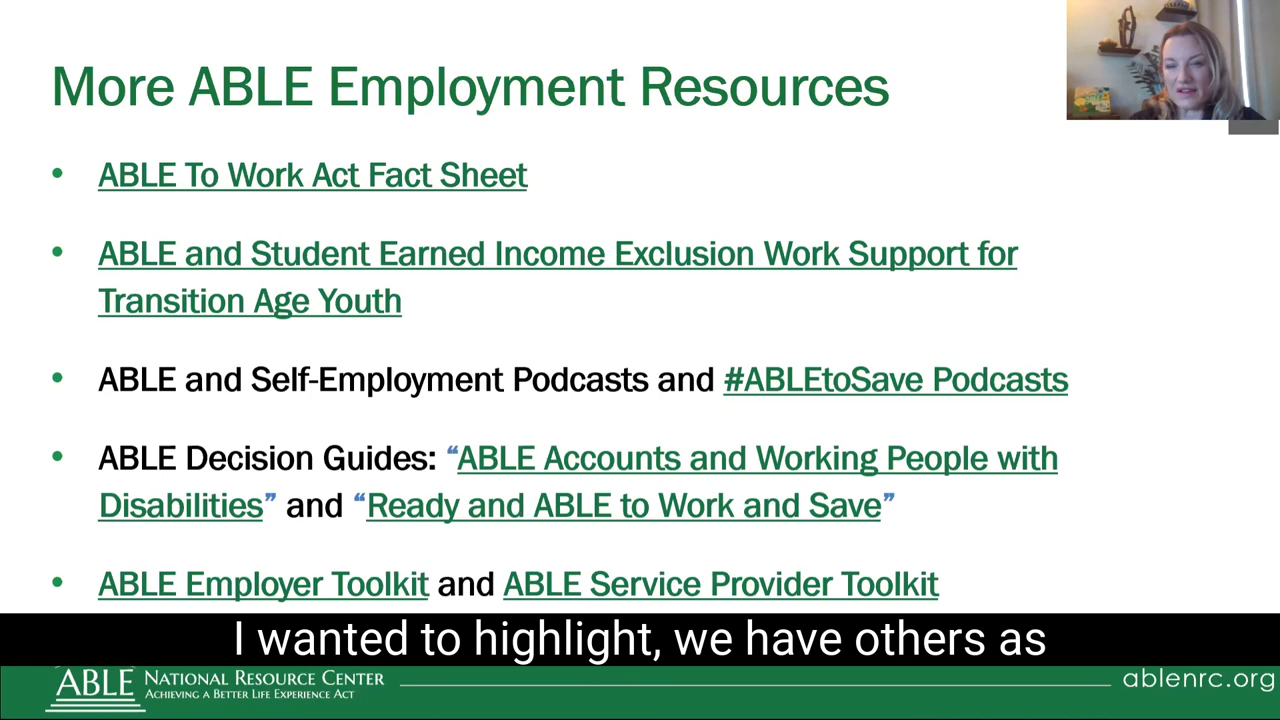 More ABLE Employment Resources
• ABLE To Work Act Fact Sheet
• ABLE and Student Earned Income Exclusion Work Support for
Transition Age Youth
• ABLE and Self-Employment Podcasts and #ABLEtoSave Podcasts
• ABLE Decision Guides: “ABLE Accounts and Working People with
Disabilities” and “Ready and ABLE to Work and Save”
• ABLE Employer Toolkit and ABLE Service Provider Toolkit
I wanted to highlight, we have others as
ABLE NATIONAL RESOURCE CENTER
ACHIEVING A BETTER LIFE EXPERIENCE ACT
ablenrc.org